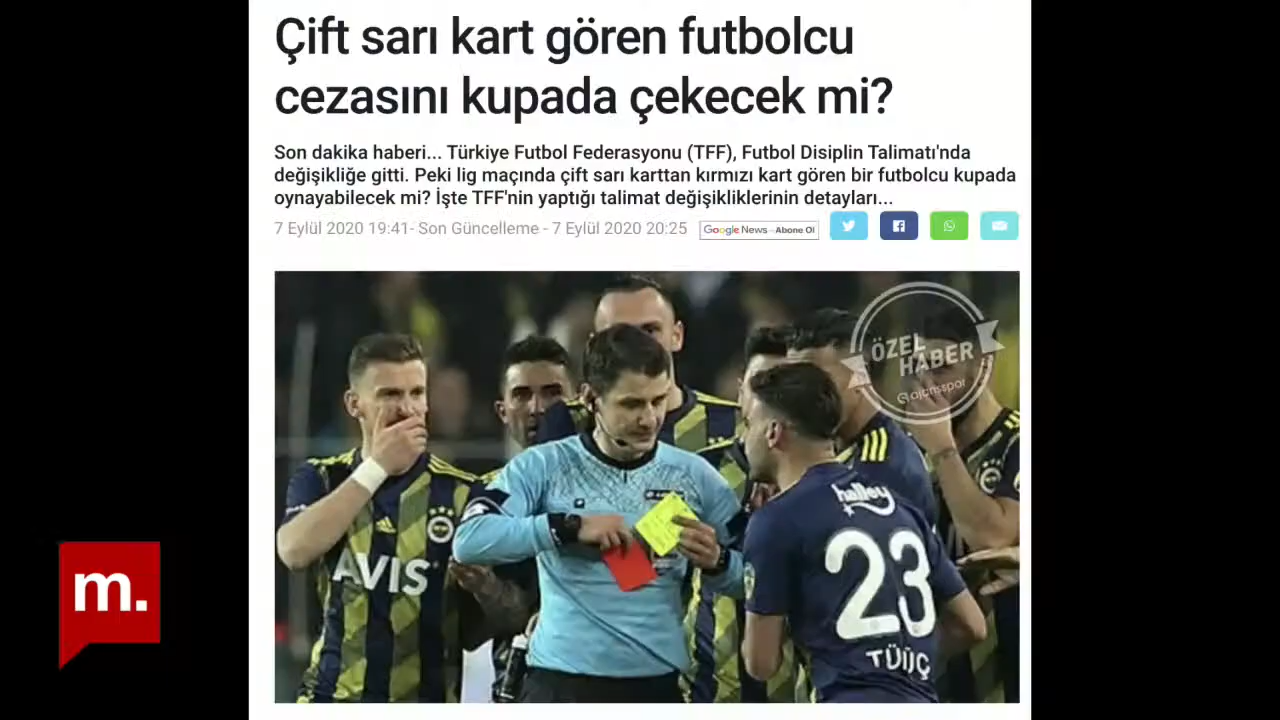 Çift sarı kart gören futbolcu
cezasını kupada çekecek mi?
Son dakika haberi... Türkiye Futbol Federasyonu (TFF), Futbol Disiplin Talimatı'nda
değişikliğe gitti. Peki lig maçında çift sarı karttan kırmızı kart gören bir futbolcu kupada
oynayabilecek mi? İşte TFF'nin yaptığı talimat değişikliklerinin detayları...
7 Eylül 2020 19:41- Son Güncelleme - 7 Eylül 2020 20:25
Google News - Abone Ol
ÖZEL
HABER
ajansspor
halley
AVIS
23
m.